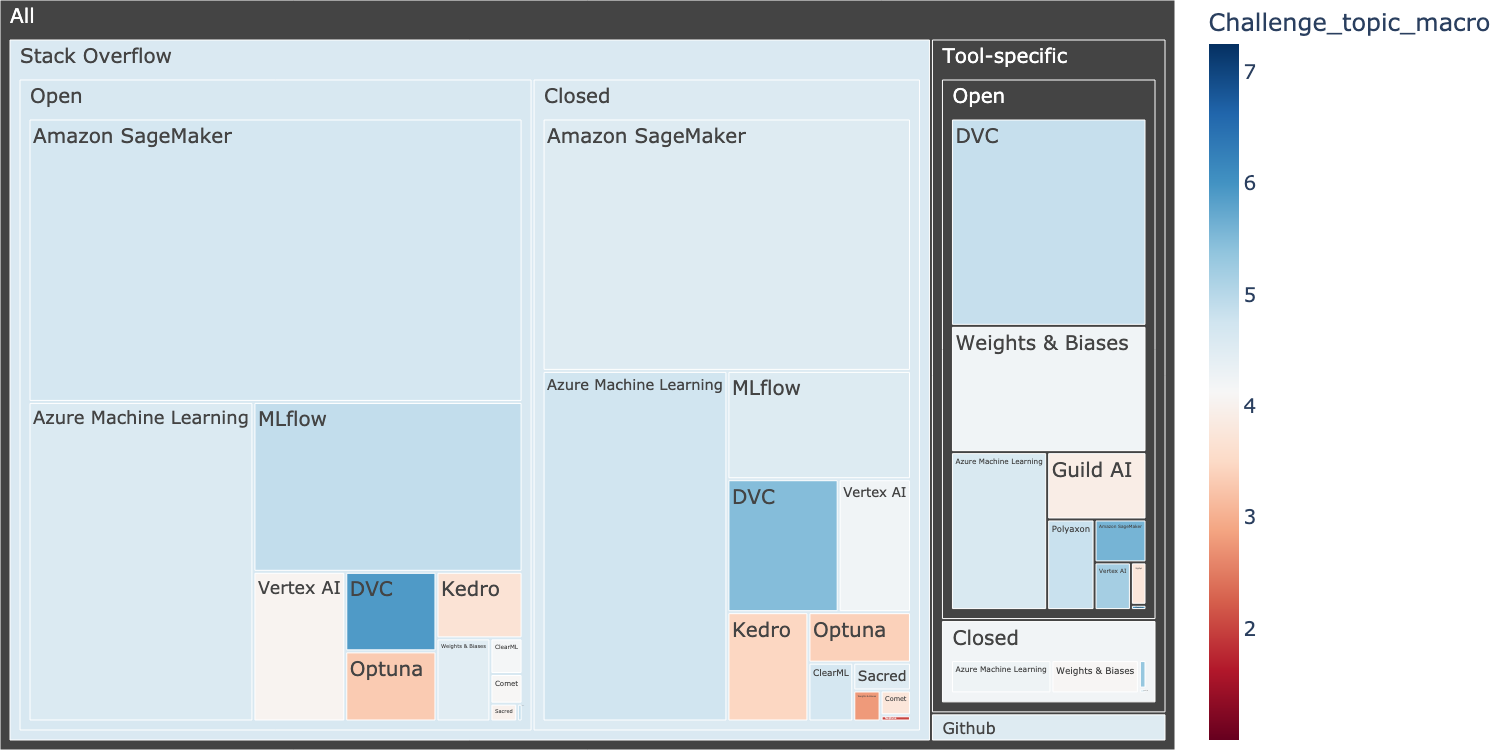 All
Stack Overflow
Open
Amazon SageMaker
Azure Machine Learning
MLflow
Vertex AI
DVC
Kedro
Optuna
Weights & Biases
ClearML
Comet
Sacred
Closed
Amazon SageMaker
Azure Machine Learning
MLflow
DVC
Vertex AI
Kedro
Optuna
ClearML
Sacred
Comet
Tool-specific
Open
DVC
Weights & Biases
Azure Machine Learning
Guild AI
Polyaxon
Amazon SageMaker
Vertex AI
Closed
Azure Machine Learning
Weights & Biases
Github
Challenge_topic_macro
7
6
5
4
3
2